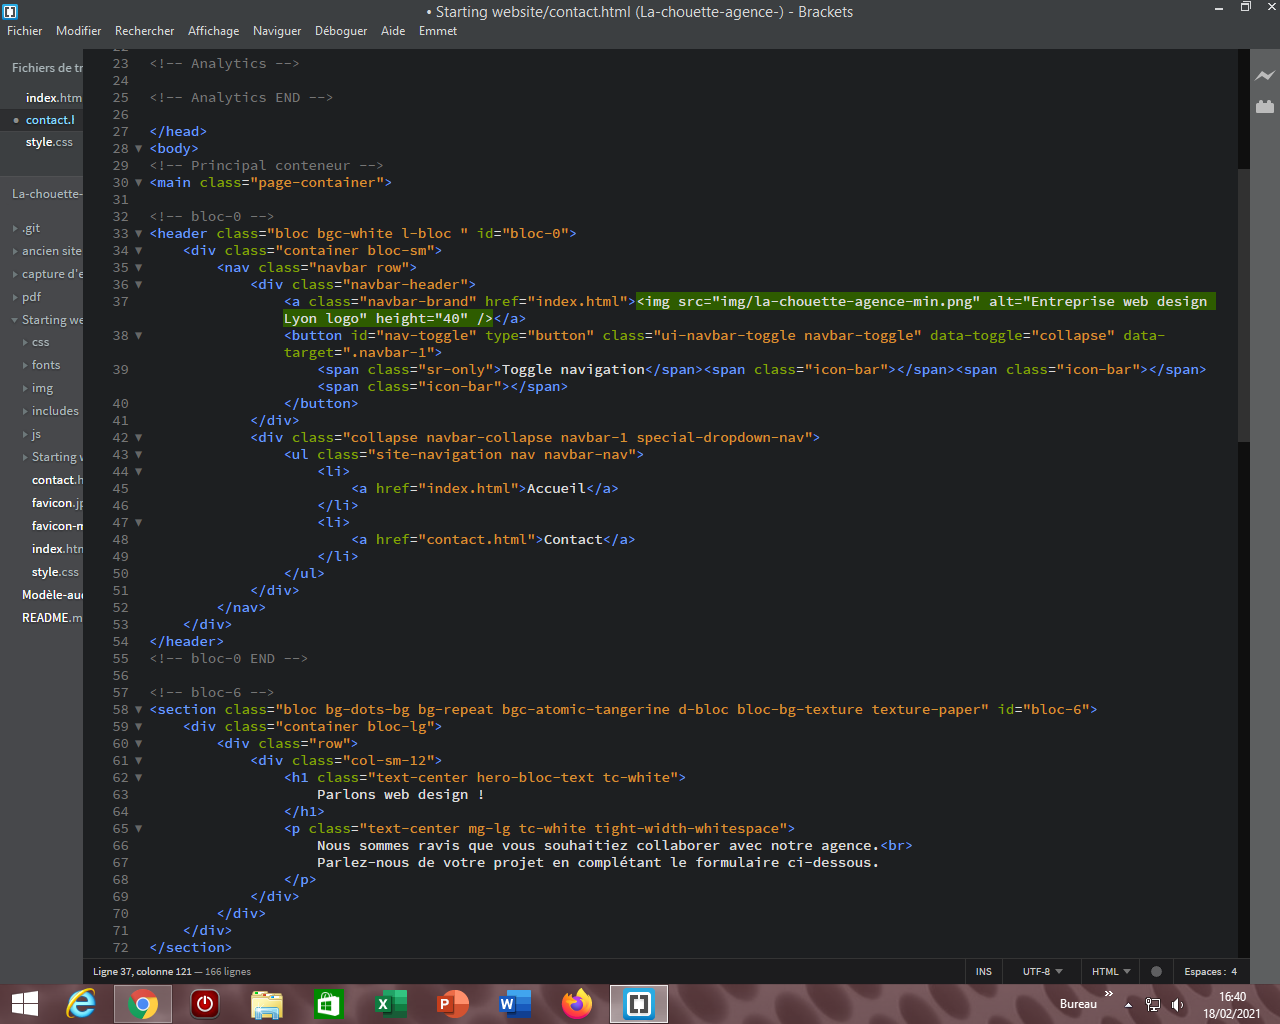 • Starting website/contact.html (La-chouette-agence-) - Brackets
Fichier Modifier Rechercher Affichage Naviguer Déboguer Aide Emmet
Fichiers de tr
index.htm
contact.l
style.css
La-chouette-
.git
ancien site
capture d'e
pdf
Starting we
css
fonts
img
includes
js
Starting w
contact.h
favicon.jp
favicon-m
index.htm
style.css
Modèle-aud
README.m
22
23 <!-- Analytics -->
24
25 <!-- Analytics END -->
26
27 </head>
28 <body>
29 <!-- Principal conteneur -->
30 <main class="page-container">
31
32 <!-- bloc-0 -->
33 <header class="bloc bgc-white l-bloc " id="bloc-0">
34 <div class="container bloc-sm">
35 <nav class="navbar row">
36 <div class="navbar-header">
37 <a class="navbar-brand" href="index.html"><img src="img/la-chouette-agence-min.png" alt="Entreprise web design
Lyon logo" height="40" /></a>
38 <button id="nav-toggle" type="button" class="ui-navbar-toggle navbar-toggle" data-toggle="collapse" data-
target=".navbar-1">
39 <span class="sr-only">Toggle navigation</span><span class="icon-bar"></span><span class="icon-bar"></span>
<span class="icon-bar"></span>
40 </button>
41 </div>
42 <div class="collapse navbar-collapse navbar-1 special-dropdown-nav">
43 <ul class="site-navigation nav navbar-nav">
44 <li>
45 <a href="index.html">Accueil</a>
46 </li>
47 <li>
48 <a href="contact.html">Contact</a>
49 </li>
50 </ul>
51 </div>
52 </nav>
53 </div>
54 </header>
55 <!-- bloc-0 END -->
56
57 <!-- bloc-6 -->
58 <section class="bloc bg-dots-bg bg-repeat bgc-atomic-tangerine d-bloc bloc-bg-texture texture-paper" id="bloc-6">
59 <div class="container bloc-lg">
60 <div class="row">
61 <div class="col-sm-12">
62 <h1 class="text-center hero-bloc-text tc-white">
63 Parlons web design !
64 </h1>
65 <p class="text-center mg-lg tc-white tight-width-whitespace">
66 Nous sommes ravis que vous souhaitiez collaborer avec notre agence.<br>
67 Parlez-nous de votre projet en complétant le formulaire ci-dessous.
68 </p>
69 </div>
70 </div>
71 </div>
72 </section>
Ligne 37, colonne 121 — 166 lignes
INS UTF-8 HTML Espaces : 4
Bureau »
16:40
18/02/2021